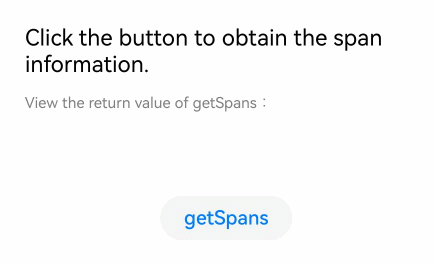 Click the button to obtain the span
information.
View the return value of getSpans：
getSpans